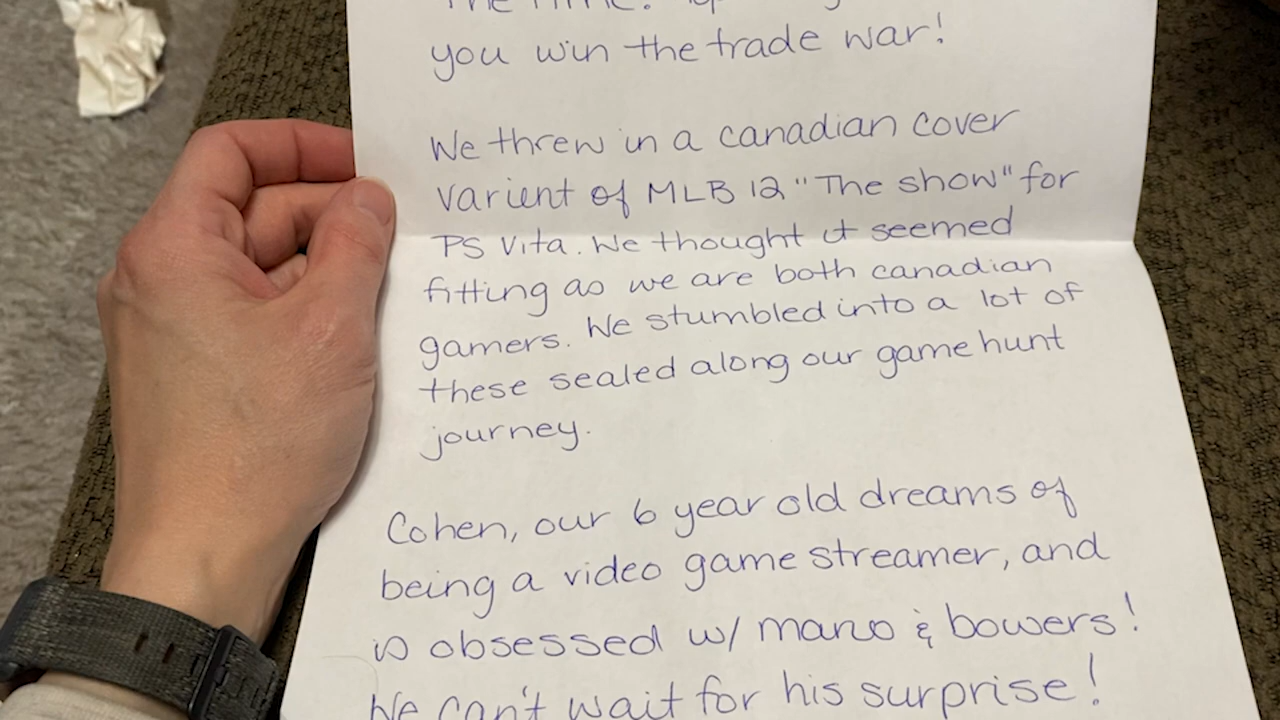 you win the trade war!
We threw in a canadian cover
varient of MLB 12 "The show" for
PS Vita. We thought it seemed
fitting as we are both canadian
gamers. We stumbled into a lot of
these sealed along our game hunt
journey.
Cohen, our 6 year old dreams of
being a video game streamer, and
is obsessed w/ mario & bowers!
We can't wait for his surprise!